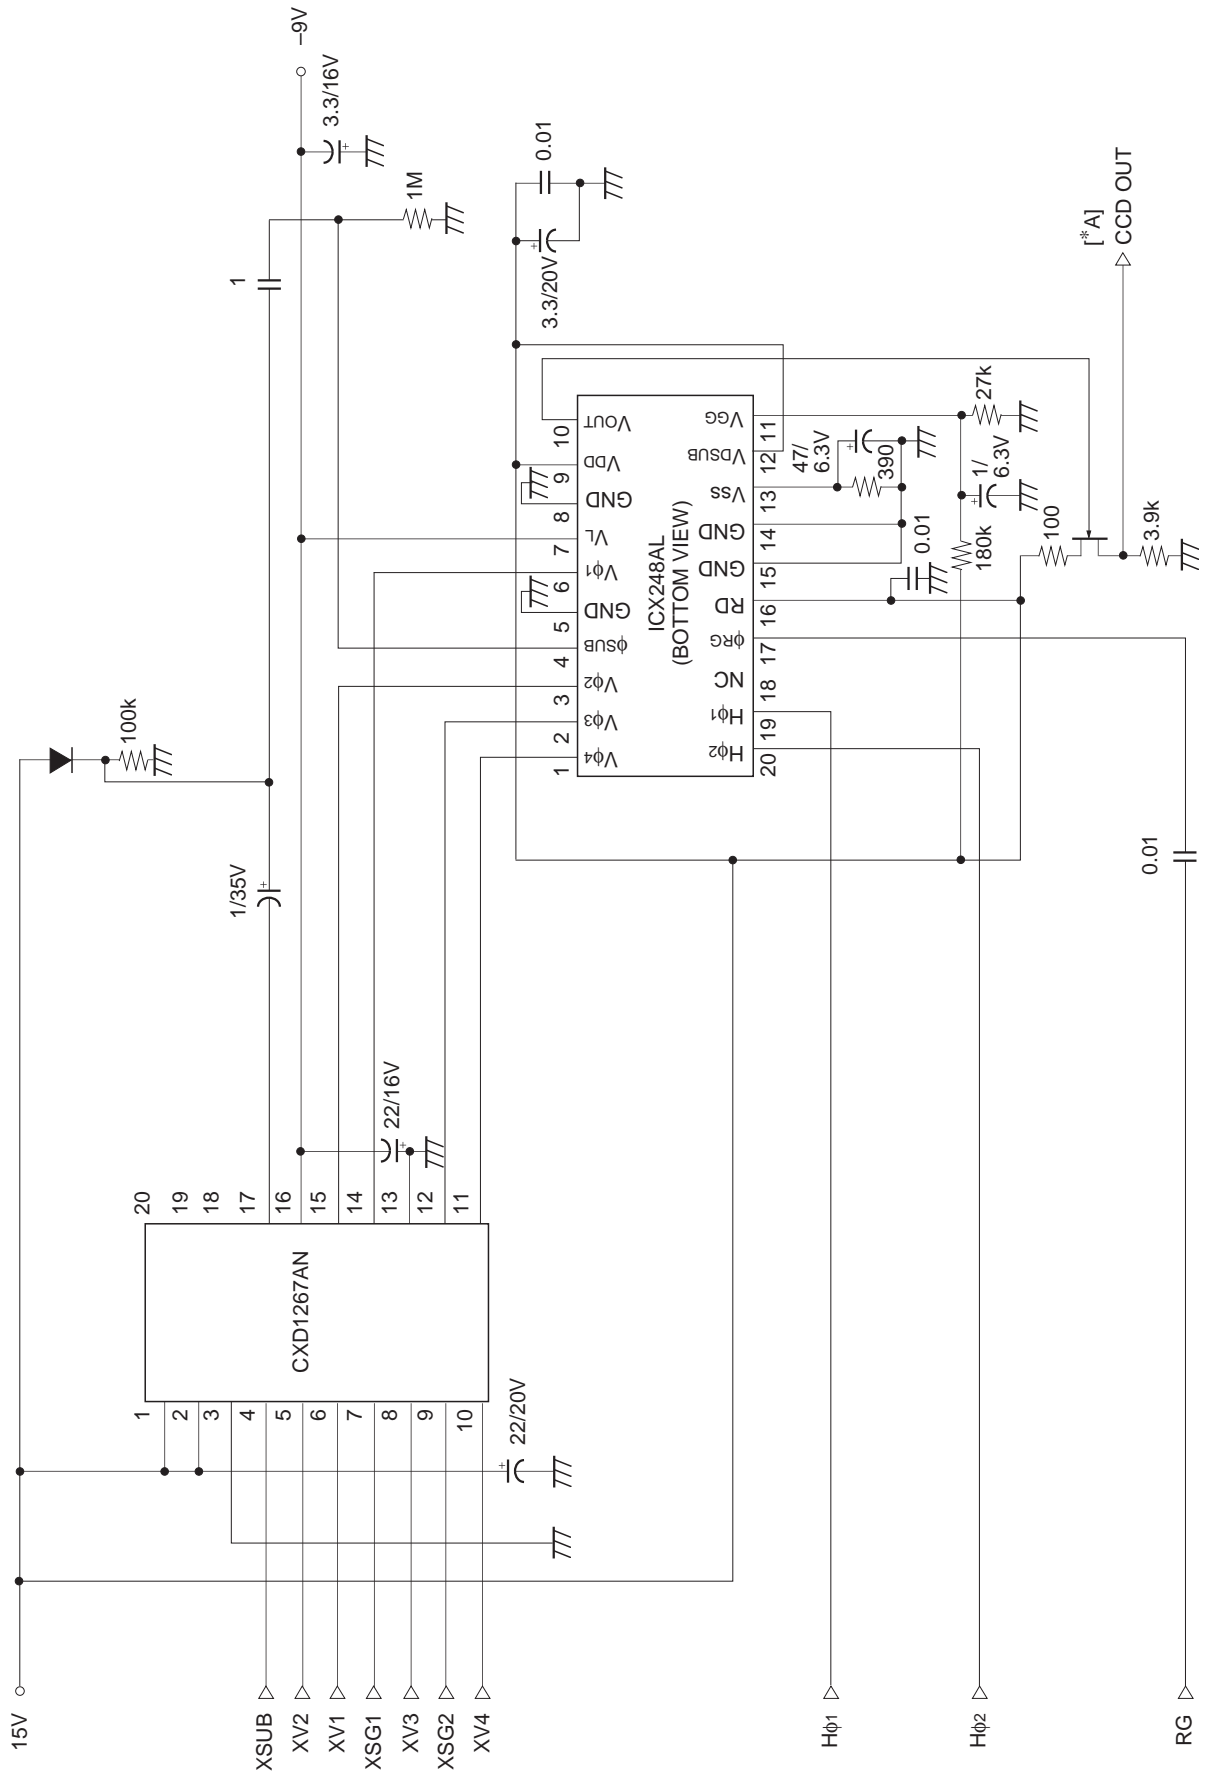 15V
XSUB
XV2
XV1
XSG1
XV3
XSG2
XV4
Hϕ1
Hϕ2
RG
22/20V
1
2
3
4
5
6
7
8
9
10
CXD1267AN
20
19
18
17
16
15
14
13
12
11
22/16V
1/35V
100k
1
1M
3.3/16V
–9V
0.01
3.3/20V
1
2
3
4
5
6
7
8
9
10
Vϕ4
Vϕ3
Vϕ2
ϕSUB
GND
Vϕ1
VL
GND
VDD
VOUT
ICX248AL
(BOTTOM VIEW)
Hϕ2
Hϕ1
NC
ϕRG
RD
GND
GND
VSS
VDSUB
VGG
20
19
18
17
16
15
14
13
12
11
47/
6.3V
390
0.01
180k
1/
6.3V
27k
100
3.9k
[*A]
CCD OUT
0.01